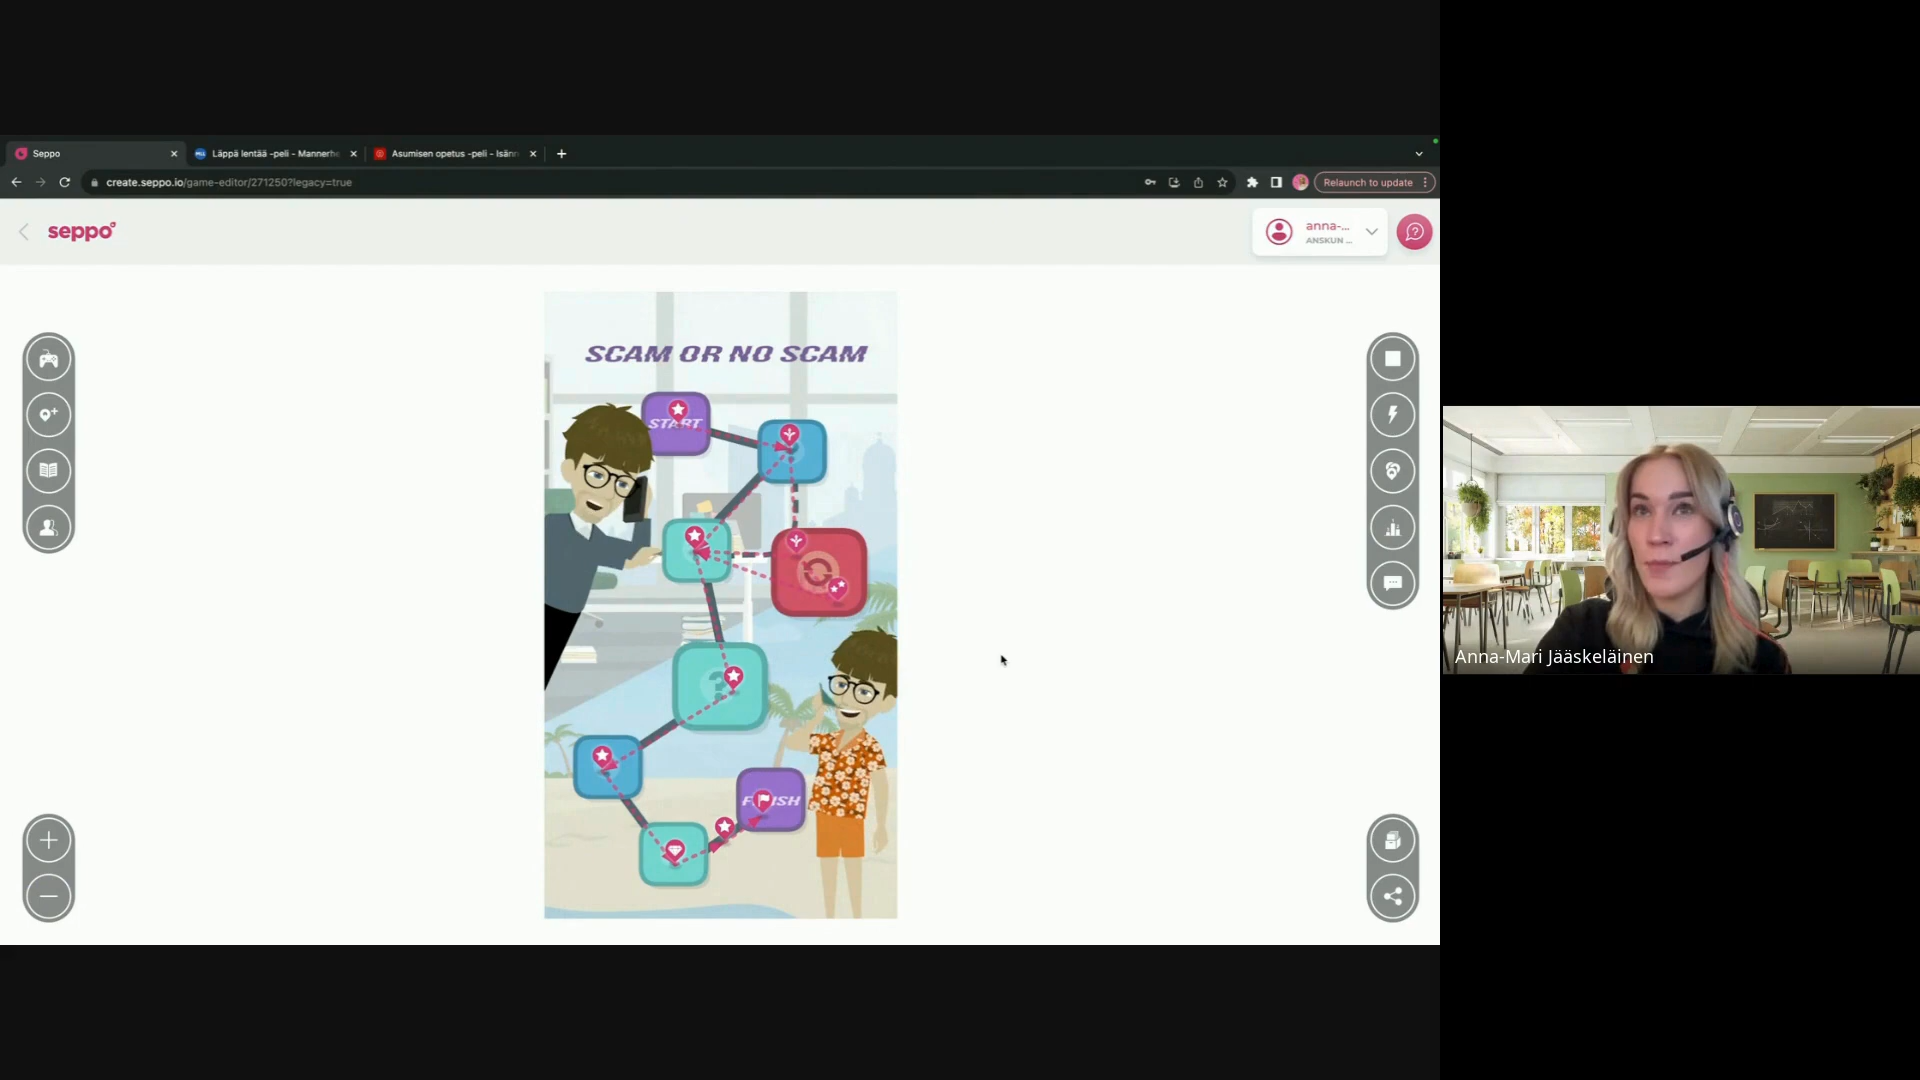 Seppo
Läppä lentää -peli - Mannerhe
Asumisen opetus -peli - Isänn
create.seppo.io/game-editor/271250?legacy=true
Relaunch to update
seppo
anna-...
ANSKUN ...
SCAM OR NO SCAM
START
FINISH
Anna-Mari Jääskeläinen